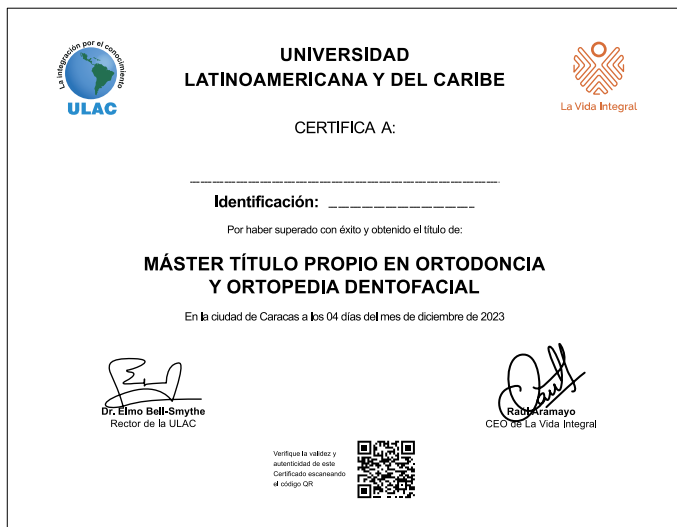 La integración por el conocimiento
ULAC
UNIVERSIDAD
LATINOAMERICANA Y DEL CARIBE
La Vida Integral
CERTIFICA A:
Identificación:
Por haber superado con éxito y obtenido el título de:
MÁSTER TÍTULO PROPIO EN ORTODONCIA
Y ORTOPEDIA DENTOFACIAL
En la ciudad de Caracas a los 04 días del mes de diciembre de 2023
Dr. Elmo Bell-Smythe
Rector de la ULAC
Raúl Aramayo
CEO de La Vida Integral
Verifique la validez y
autenticidad de este
Certificado escaneando
el código QR